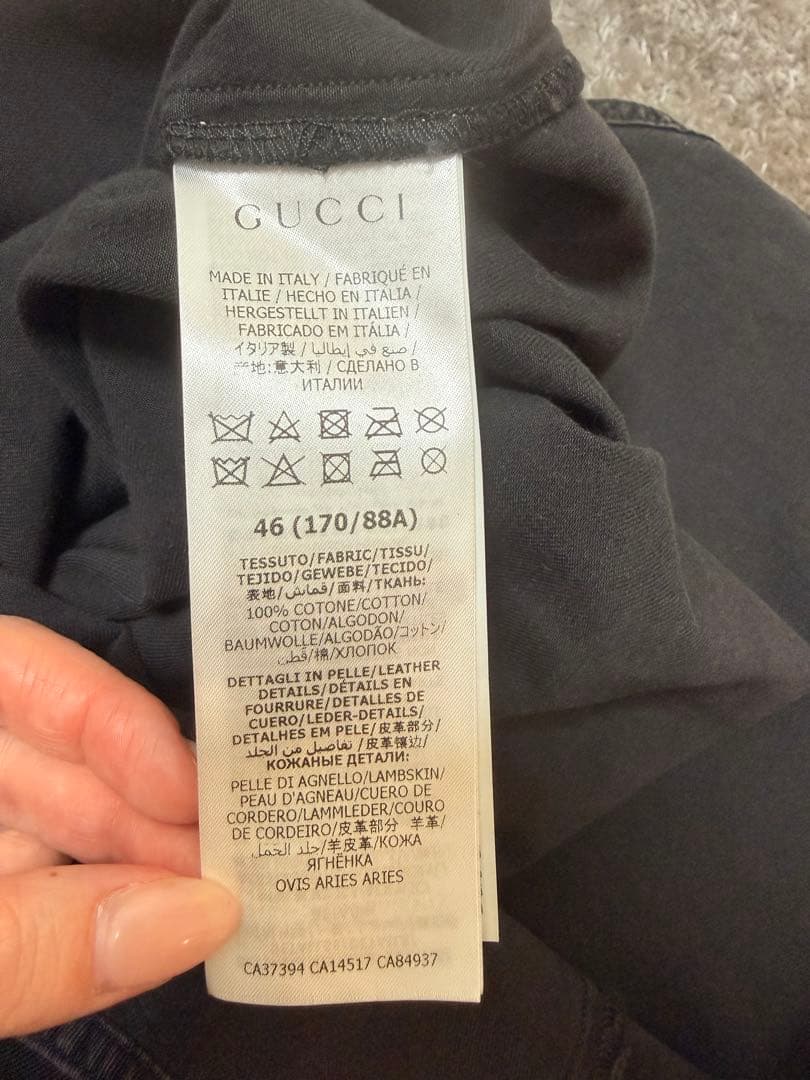 GUCCI
MADE IN ITALY / FABRIQUÉ EN
ITALIE / HECHO EN ITALIA /
HERGESTELLT IN ITALIEN /
FABRICADO EM ITÁLIA /
イタリア製 / صنع في إيطاليا /
产地:意大利 / СДЕЛАНО В
ИТАЛИИ
46 (170/88A)
TESSUTO/FABRIC/TISSU/
TEJIDO/GEWEBE/TECIDO/
表地/قماش/面料/ТКАНЬ:
100% COTONE/COTTON/
COTON/ALGODON/
BAUMWOLLE/ALGODÃO/コットン/
قطن/棉/ХЛОПОК
DETTAGLI IN PELLE/LEATHER
DETAILS/DÉTAILS EN
FOURRURE/DETALLES DE
CUERO/LEDER-DETAILS/
DETALHES EM PELE/皮革部分/
تفاصيل من الجلد /皮革镶边/
КОЖАНЫЕ ДЕТАЛИ:
PELLE DI AGNELLO/LAMBSKIN/
PEAU D'AGNEAU/CUERO DE
CORDERO/LAMMLEDER/COURO
DE CORDEIRO/皮革部分 羊革/
جلد الحمل/羊皮革/КОЖА
ЯГНЁНКА
OVIS ARIES ARIES
CA37394 CA14517 CA84937